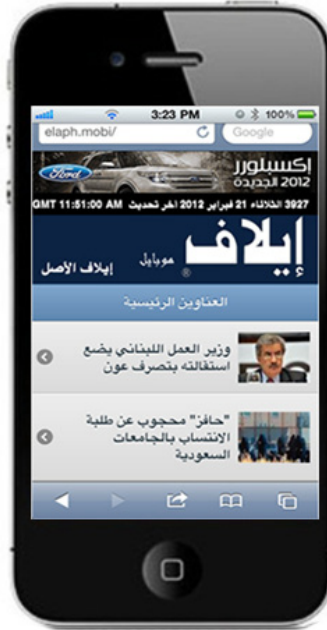 3:23 PM
100%
elaph.mobi/
Google
Ford
إكسبلورر
2012 الجديدة
3927 الثلاثاء 21 فبراير 2012 اخر تحديث GMT 11:51:00 AM
إيلاف
موبايل
®
إيلاف الأصل
العناوين الرئيسية
وزير العمل اللبناني يضع
استقالته بتصرف عون
"حافز" محجوب عن طلبة
الانتساب بالجامعات
السعودية